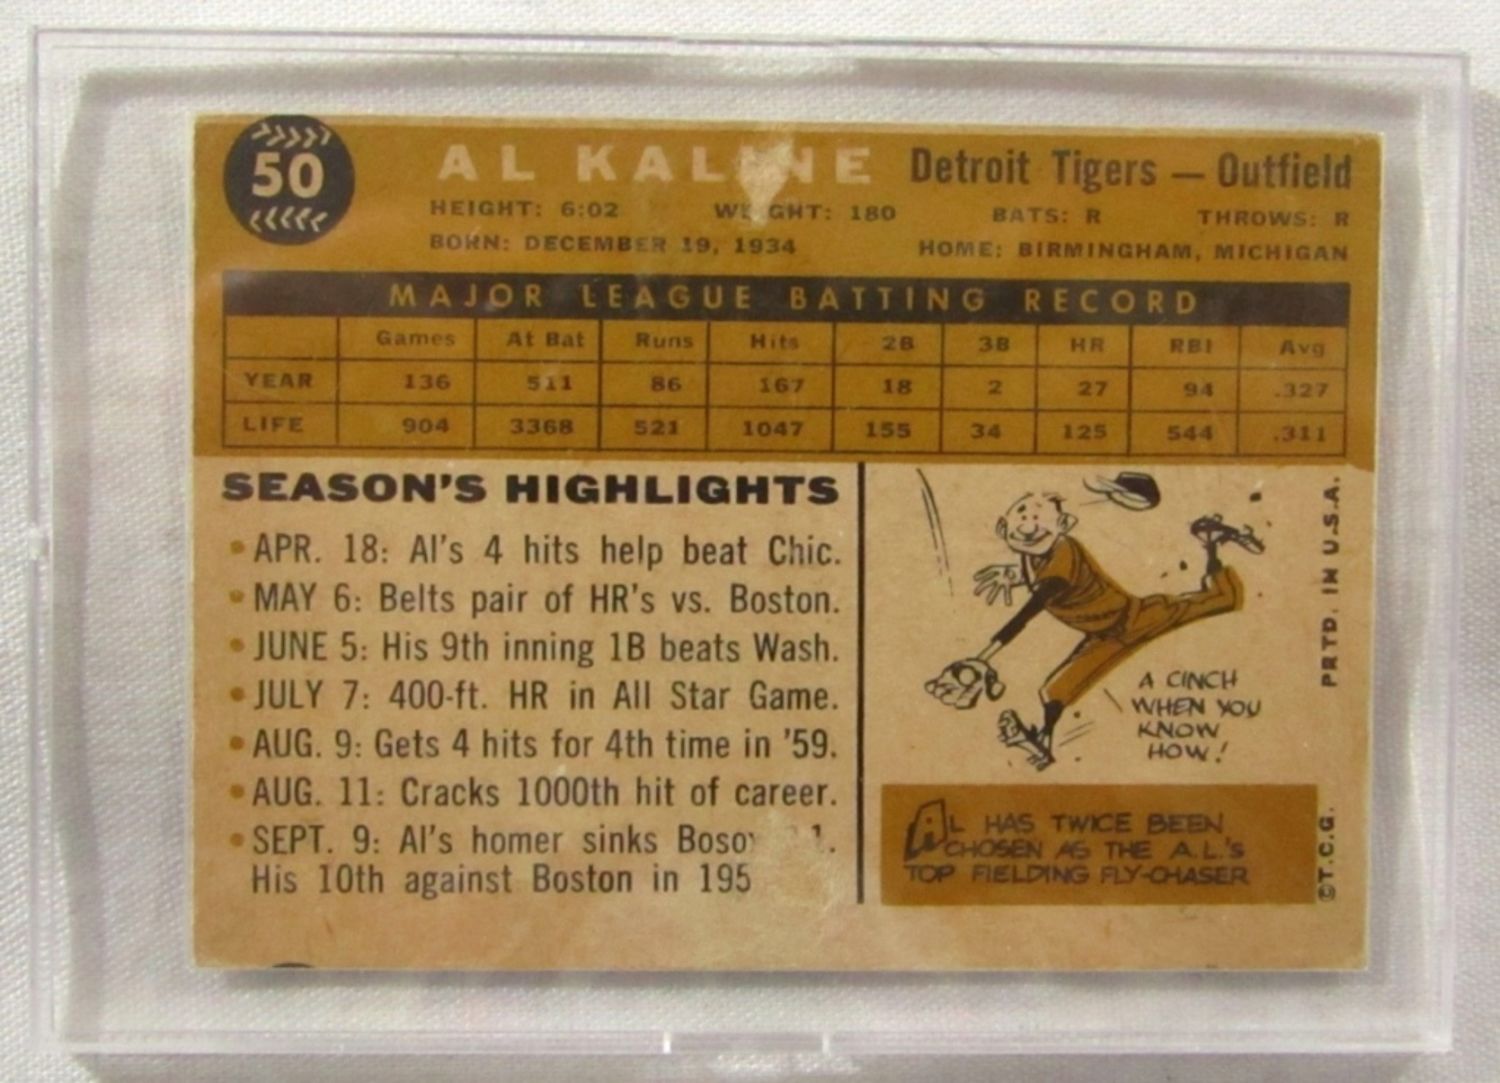 50
AL KALINE Detroit Tigers — Outfield
HEIGHT: 6:02 WEIGHT: 180 BATS: R THROWS: R
BORN: DECEMBER 19, 1934 HOME: BIRMINGHAM, MICHIGAN
MAJOR LEAGUE BATTING RECORD
Games At Bat Runs Hits 2B 3B HR RBI Avg
YEAR 136 511 86 167 18 2 27 94 .327
LIFE 904 3368 521 1047 155 34 125 544 .311
SEASON'S HIGHLIGHTS
• APR. 18: Al's 4 hits help beat Chic.
• MAY 6: Belts pair of HR's vs. Boston.
• JUNE 5: His 9th inning 1B beats Wash.
• JULY 7: 400-ft. HR in All Star Game.
• AUG. 9: Gets 4 hits for 4th time in '59.
• AUG. 11: Cracks 1000th hit of career.
• SEPT. 9: Al's homer sinks Bosox
His 10th against Boston in 195
A CINCH
WHEN YOU
KNOW
HOW!
AL HAS TWICE BEEN
CHOSEN AS THE A.L.'S
TOP FIELDING FLY-CHASER
PRTD. IN U.S.A.
©T.C.G.